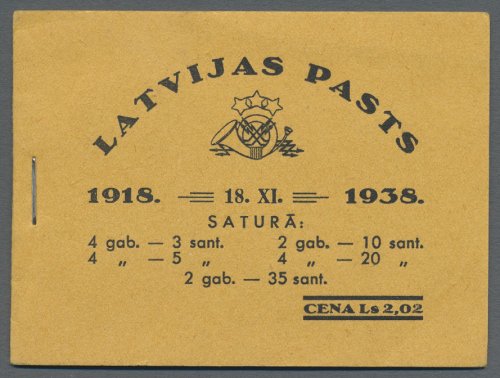 LATVIJAS PASTS
1918. 18. XI. 1938.
SATURĀ:
4 gab. — 3 sant. 2 gab. — 10 sant.
4 „ — 5 „ 4 „ — 20 „
2 gab. — 35 sant.
CENA Ls 2,02